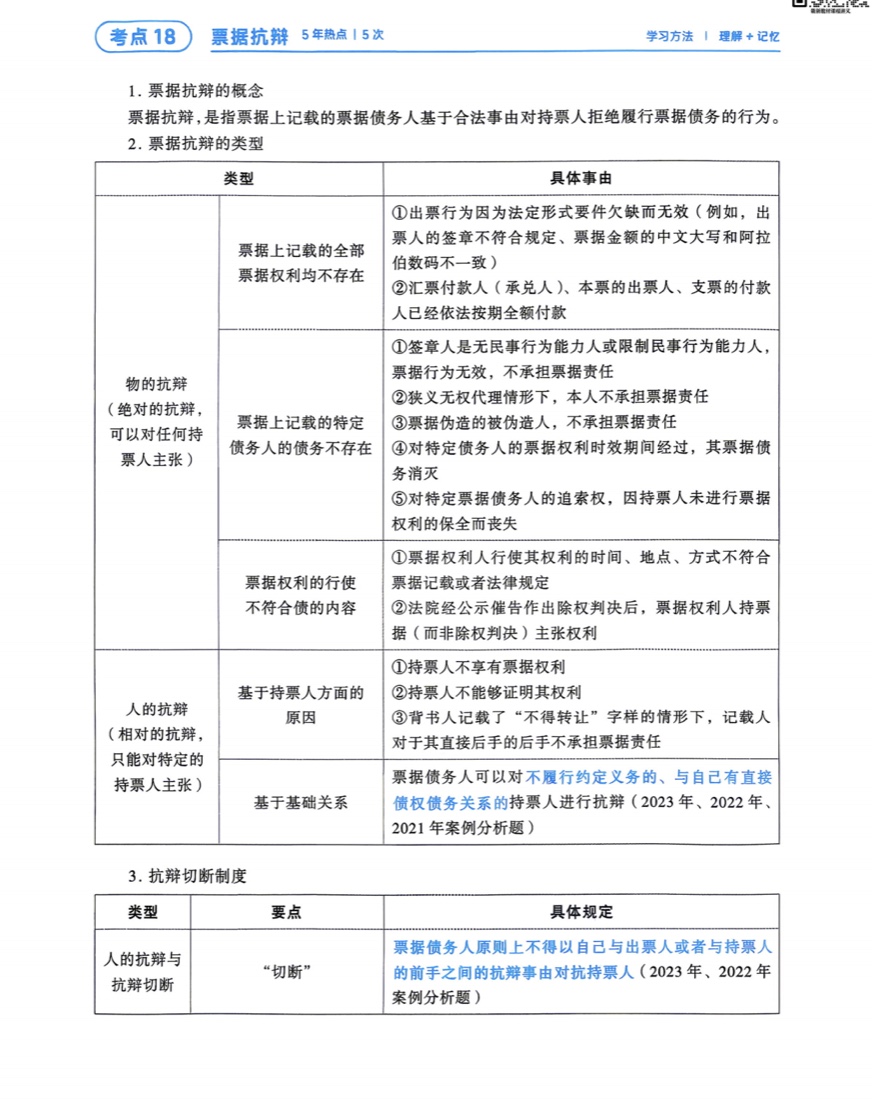 考点 18 票据抗辩 5 年热点 | 5 次 学习方法 | 理解 + 记忆
1. 票据抗辩的概念
票据抗辩,是指票据上记载的票据债务人基于合法事由对持票人拒绝履行票据债务的行为。
2. 票据抗辩的类型
类型 具体事由
物的抗辩
(绝对的抗辩,
可以对任何持
票人主张)
票据上记载的全部
票据权利均不存在
①出票行为因为法定形式要件欠缺而无效(例如,出
票人的签章不符合规定、票据金额的中文大写和阿拉
伯数码不一致)
②汇票付款人(承兑人)、本票的出票人、支票的付款
人已经依法按期全额付款
票据上记载的特定
债务人的债务不存在
①签章人是无民事行为能力人或限制民事行为能力人,
票据行为无效,不承担票据责任
②狭义无权代理情形下,本人不承担票据责任
③票据伪造的被伪造人,不承担票据责任
④对特定债务人的票据权利时效期间经过,其票据债
务消灭
⑤对特定票据债务人的追索权,因持票人未进行票据
权利的保全而丧失
票据权利的行使
不符合债的内容
①票据权利人行使其权利的时间、地点、方式不符合
票据记载或者法律规定
②法院经公示催告作出除权判决后,票据权利人持票
据(而非除权判决)主张权利
人的抗辩
(相对的抗辩,
只能对特定的
持票人主张)
基于持票人方面的
原因
①持票人不享有票据权利
②持票人不能够证明其权利
③背书人记载了“不得转让”字样的情形下,记载人
对于其直接后手的后手不承担票据责任
基于基础关系
票据债务人可以对不履行约定义务的、与自己有直接
债权债务关系的持票人进行抗辩(2023 年、2022 年、
2021 年案例分析题)
3. 抗辩切断制度
类型 要点 具体规定
人的抗辩与
抗辩切断
“切断”
票据债务人原则上不得以自己与出票人或者与持票人
的前手之间的抗辩事由对抗持票人(2023 年、2022 年
案例分析题)